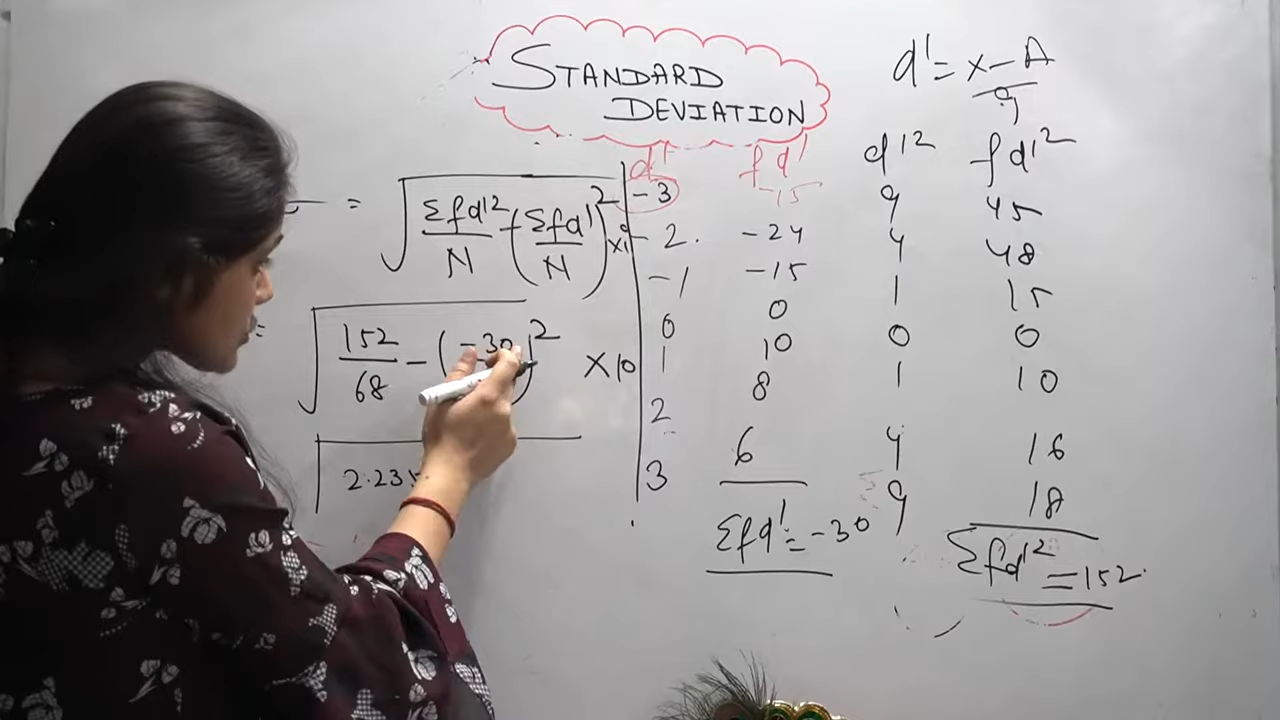 STANDARD
DEVIATION
d' = x - A
i
= √ Σfd'2/N - (Σfd'/N)2 × i
= √ 152/68 - (-30 )2 × 10
√ 2.235
d' fd' d'2 fd'2
-3 -15 9 45
-2. -24 4 48
-1 -15 1 15
0 0 0 0
1 10 1 10
2 8 4 16
3 6 9 18
Σfd' = -30
Σfd'2 = 152.